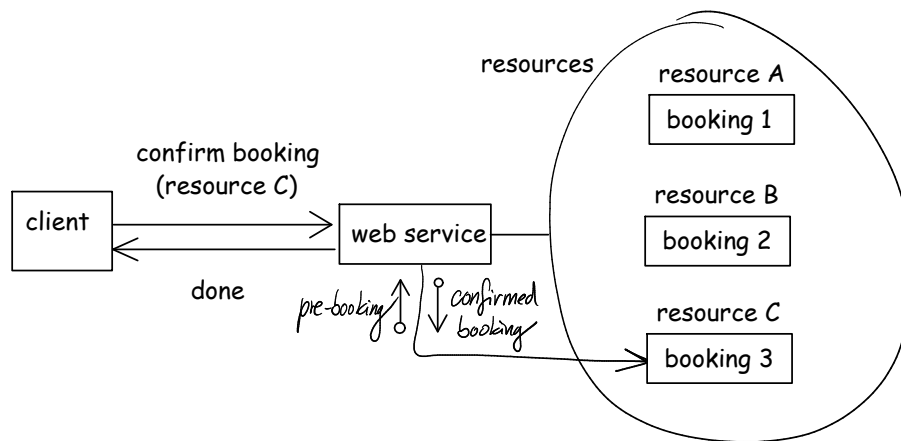 resources
resource A
booking 1
confirm booking
(resource C)
client
resource B
web service
booking 2
done
pre-booking
confirmed
booking
resource C
booking 3